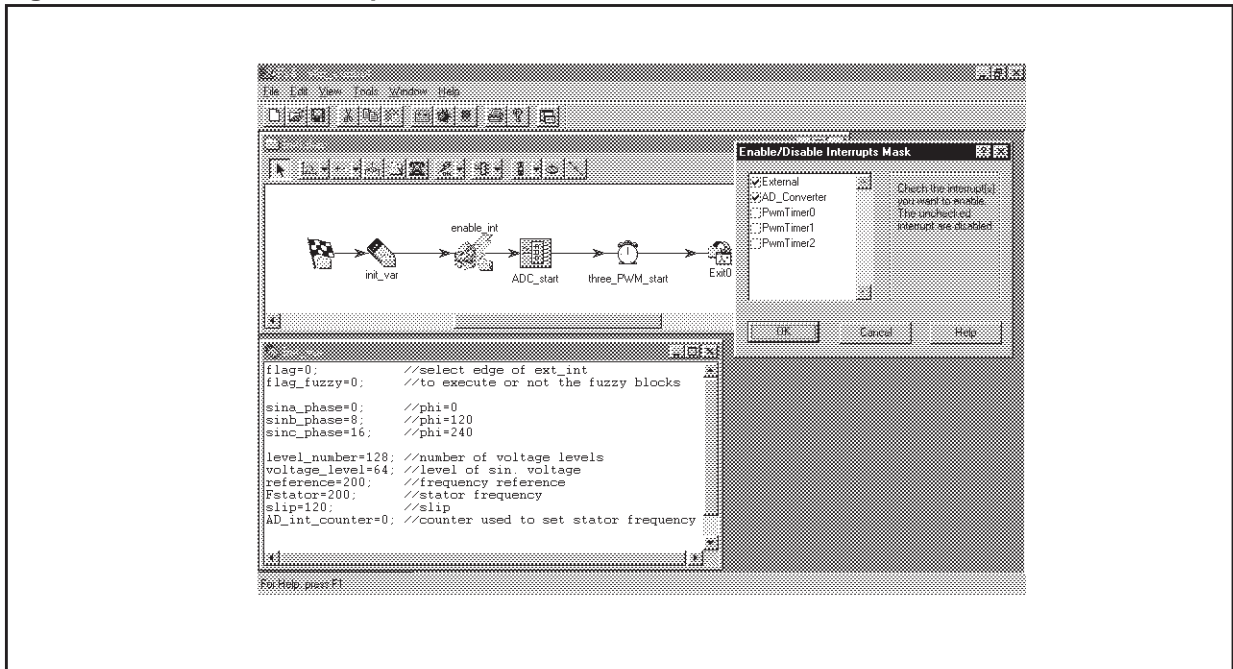 File Edit View Tools Window Help
Enable/Disable Interrupts Mask
External
AD_Converter
PwmTimer0
PwmTimer1
PwmTimer2
Check the interrupt(s)
you want to enable.
The unchecked
interrupt are disabled
OK Cancel Help
enable_int
init_var
ADC_start
three_PWM_start
Exit0
flag=0; //select edge of ext_int
flag_fuzzy=0; //to execute or not the fuzzy blocks
sina_phase=0; //phi=0
sinb_phase=8; //phi=120
sinc_phase=16; //phi=240
level_number=128; //number of voltage levels
voltage_level=64; //level of sin. voltage
reference=200; //frequency reference
Fstator=200; //stator frequency
slip=120; //slip
AD_int_counter=0; //counter used to set stator frequency
For Help, press F1